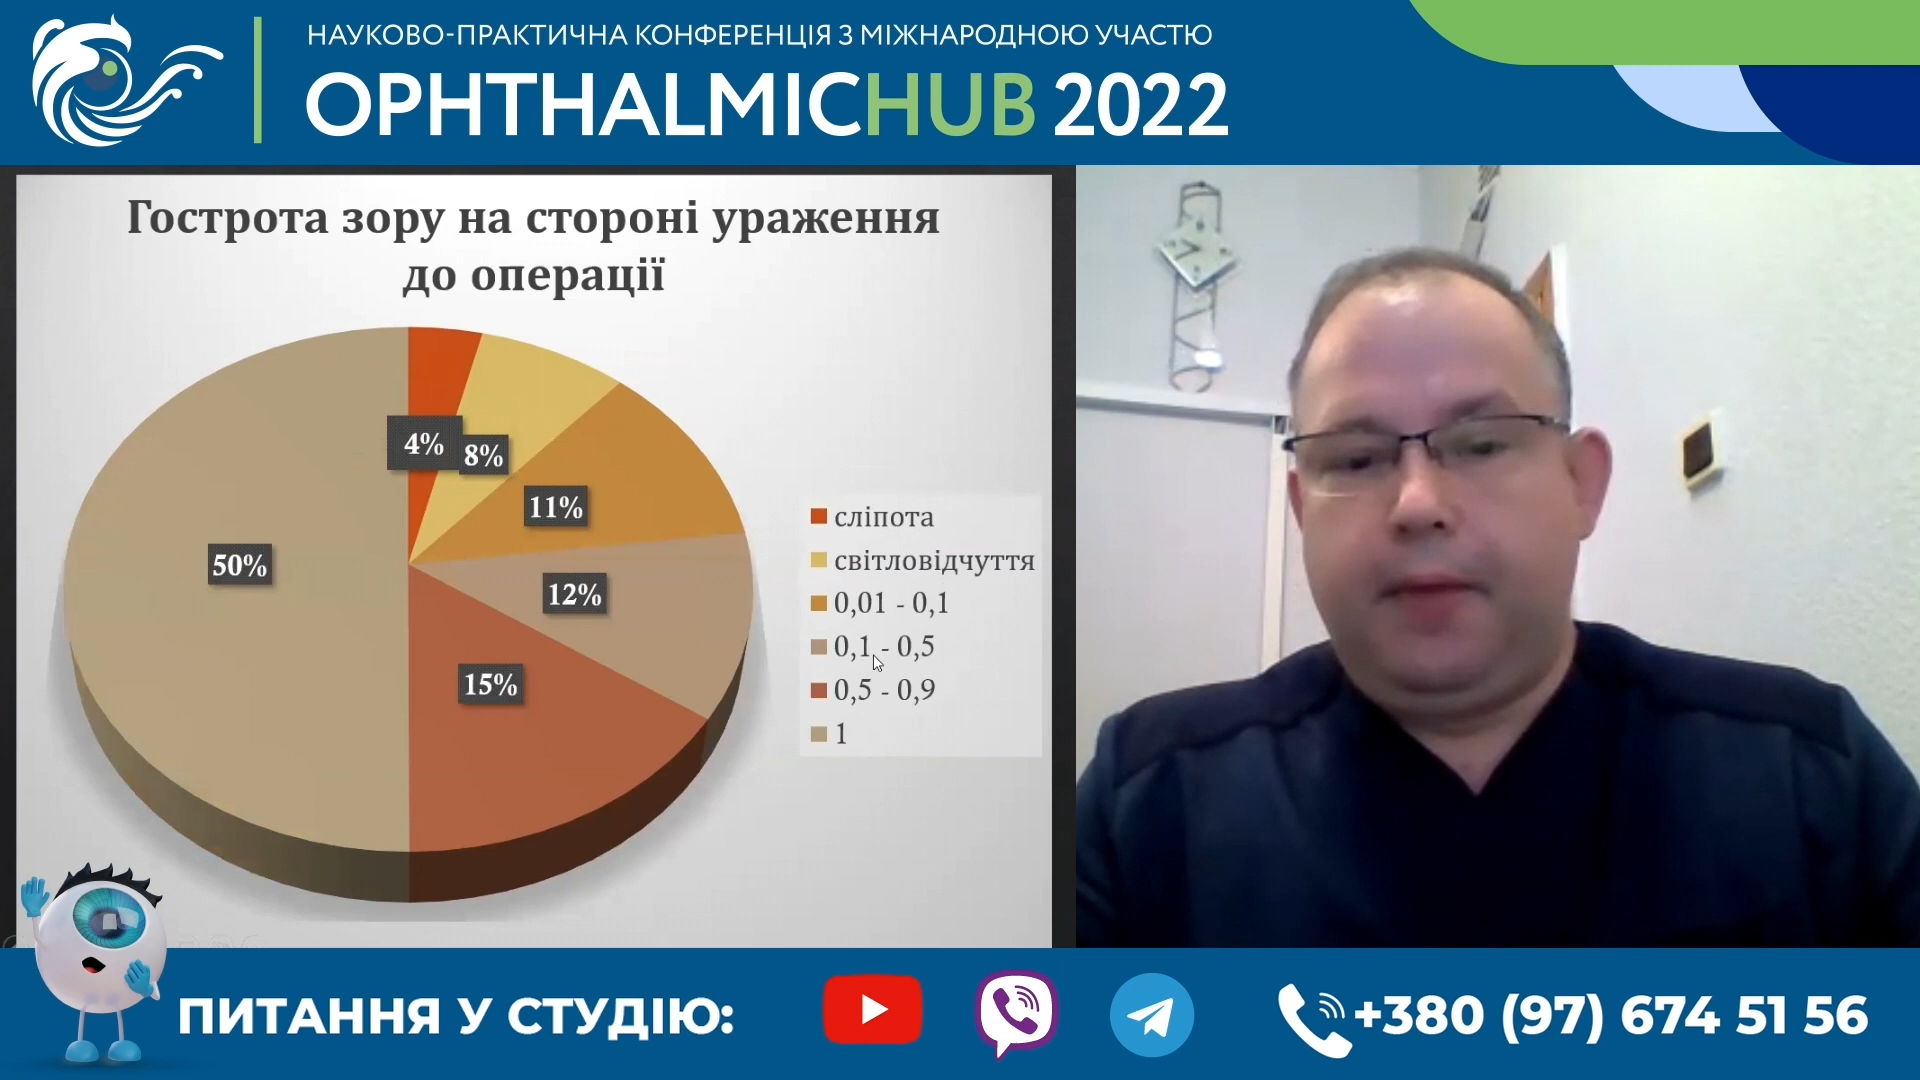 НАУКОВО-ПРАКТИЧНА КОНФЕРЕНЦІЯ З МІЖНАРОДНОЮ УЧАСТЮ
OPHTHALMICHUB 2022
Гострота зору на стороні ураження
до операції
4%
8%
11%
12%
15%
50%
сліпота
світловідчуття
0,01 - 0,1
0,1 - 0,5
0,5 - 0,9
1
ПИТАННЯ У СТУДІЮ:
+380 (97) 674 51 56